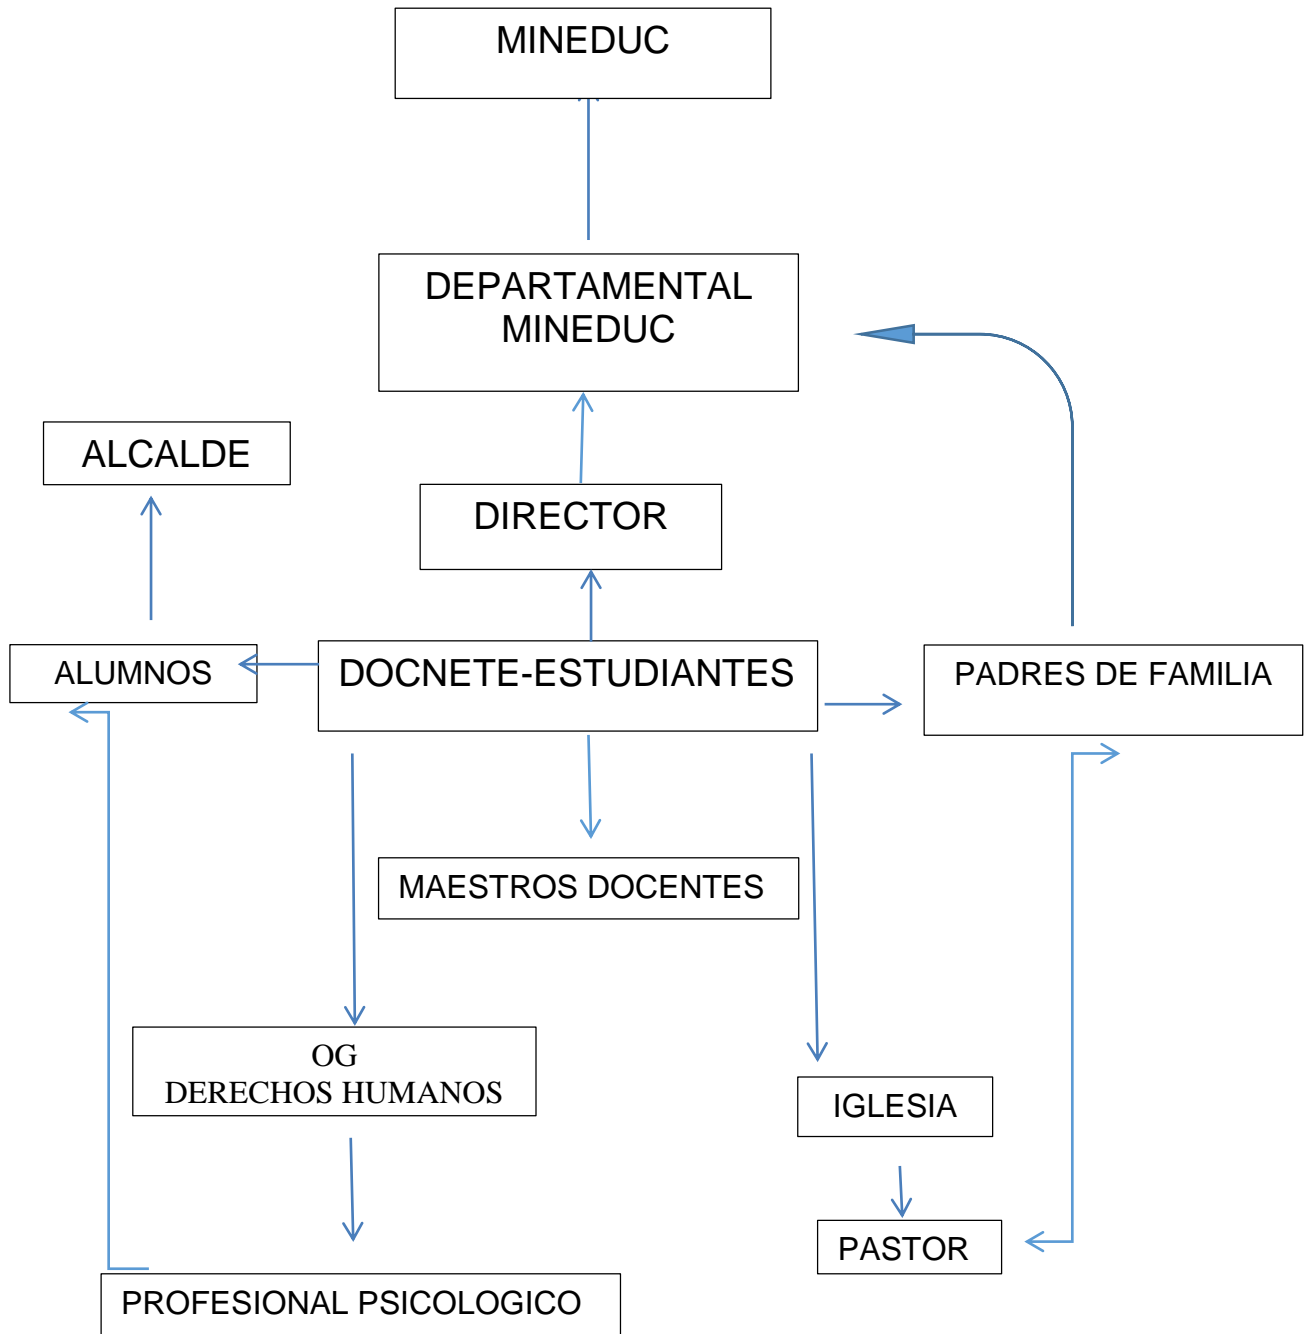 MINEDUC
DEPARTAMENTAL
MINEDUC
ALCALDE
DIRECTOR
ALUMNOS
DOCNETE-ESTUDIANTES
PADRES DE FAMILIA
MAESTROS DOCENTES
OG
DERECHOS HUMANOS
IGLESIA
PASTOR
PROFESIONAL PSICOLOGICO